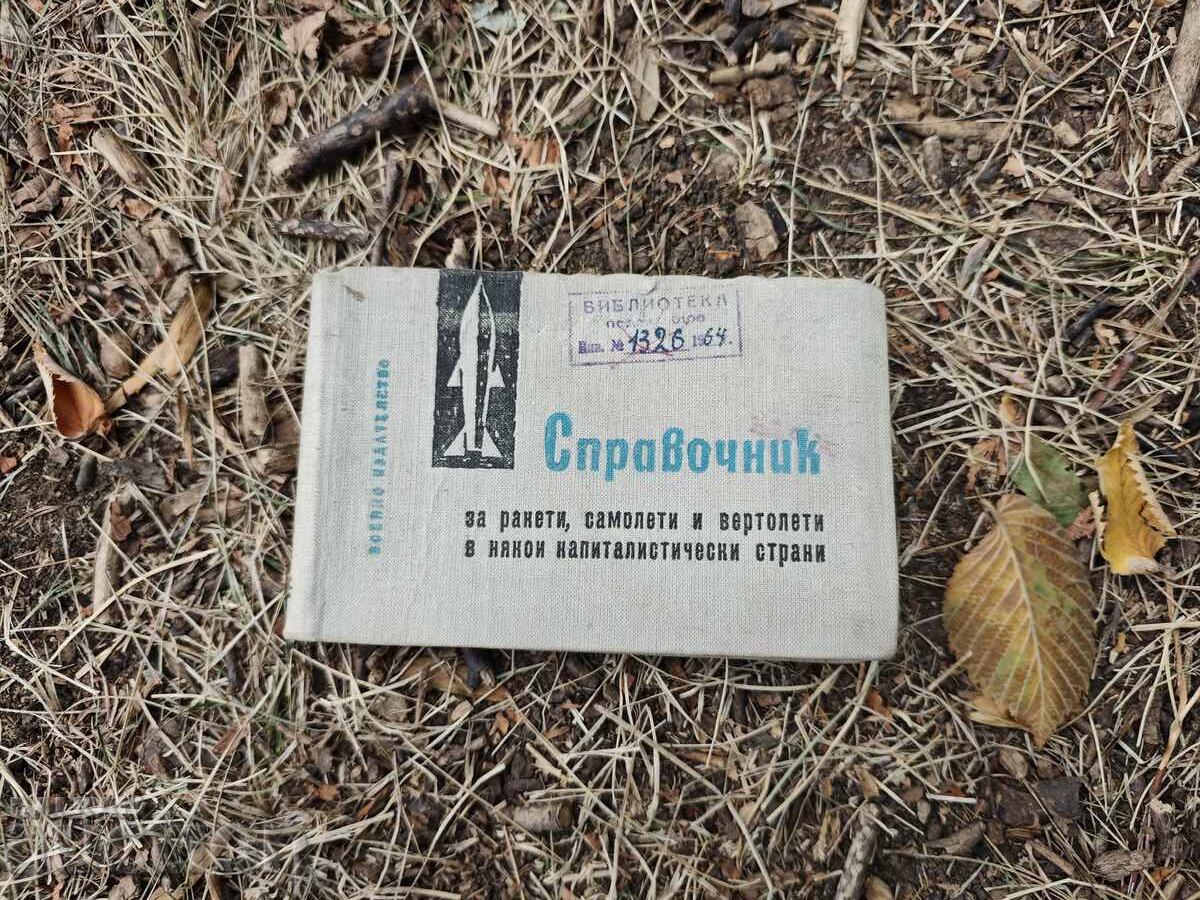 БИБЛИОТЕКА
Инв. № 1326 1964.
Справочник
за ракети, самолети и вертолети
в някои капиталистически страни
ВОЕННО ИЗДАТЕЛСТВО